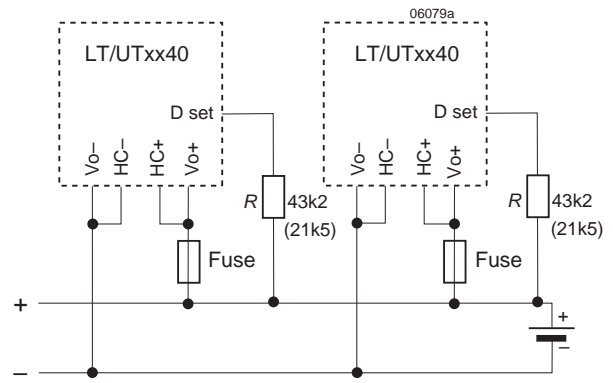 06079a
LT/UTxx40
LT/UTxx40
D set
D set
Vo–
HC–
HC+
Vo+
Vo–
HC–
HC+
Vo+
R
43k2
(21k5)
R
43k2
(21k5)
Fuse
Fuse
+
+
–
–